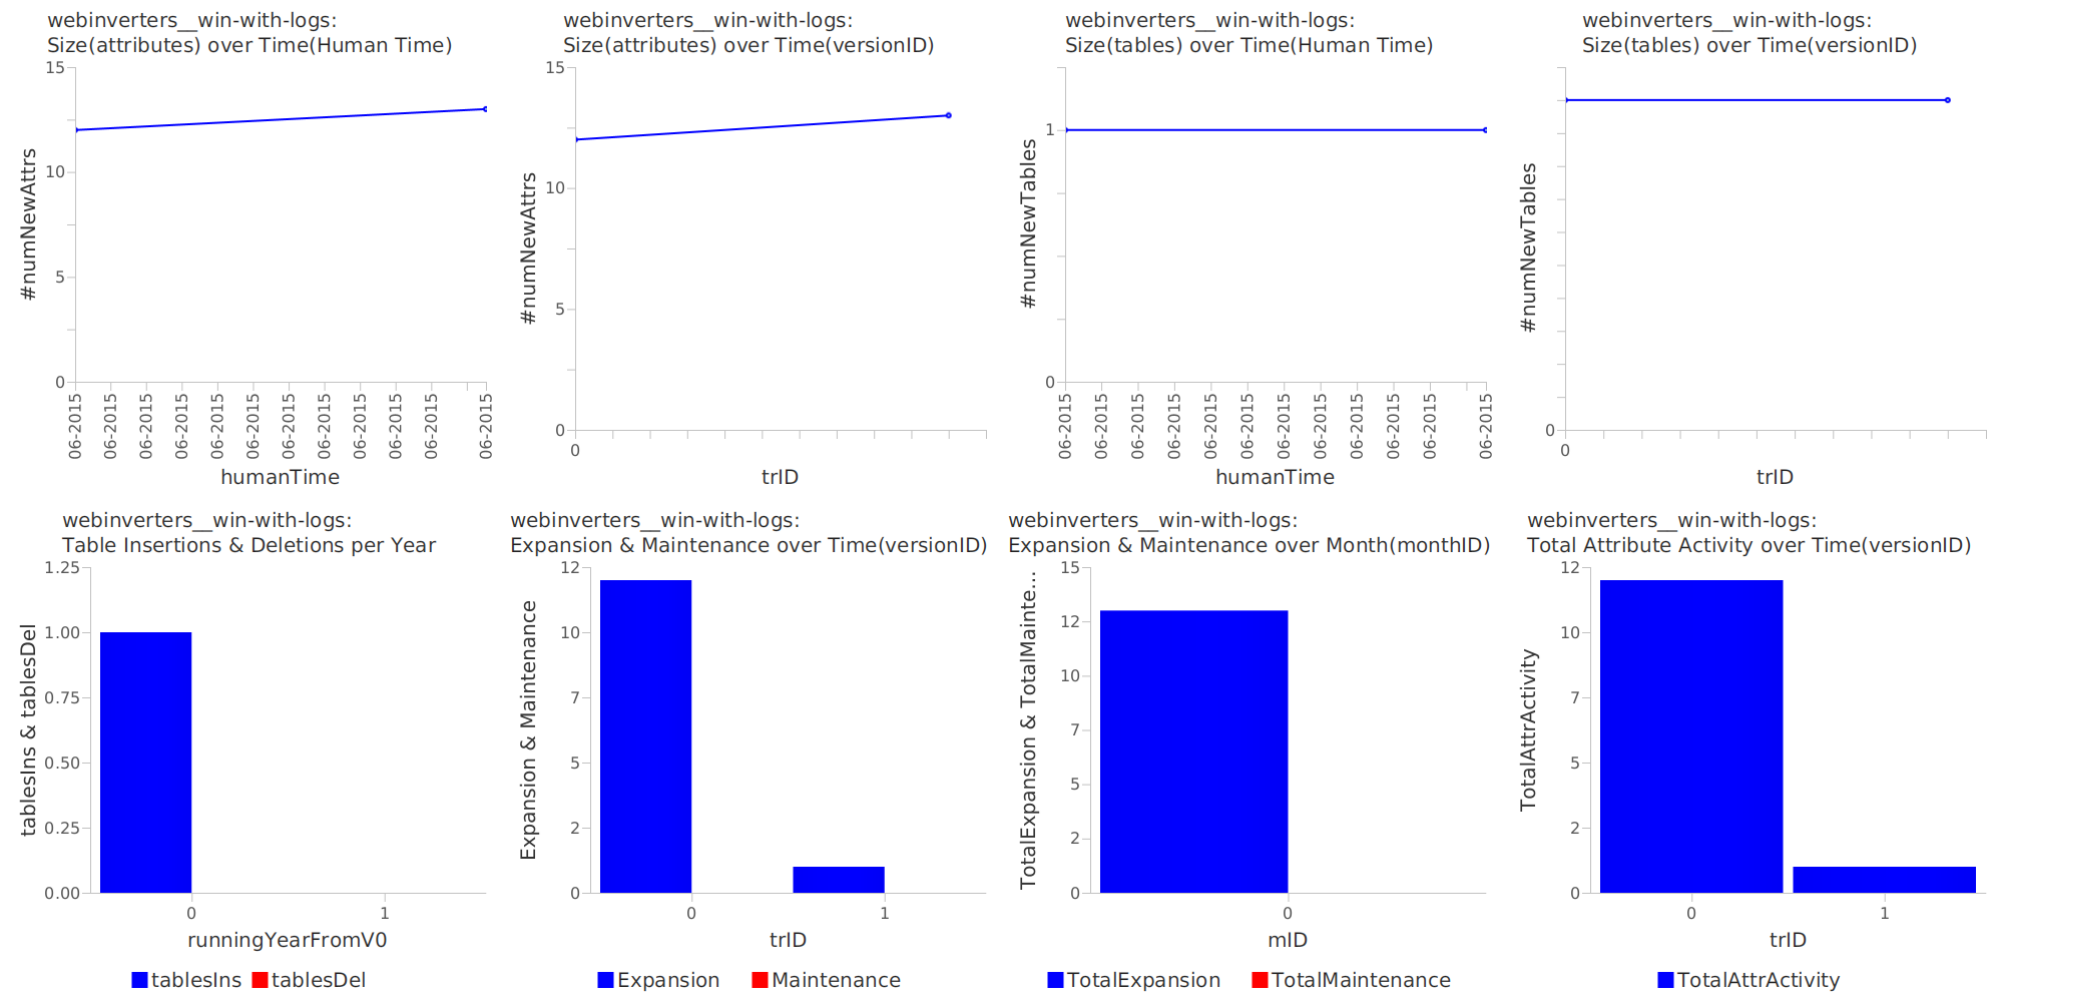 webinverters__win-with-logs:
Size(attributes) over Time(Human Time)
15
10
5
0
#numNewAttrs
06-2015 06-2015 06-2015 06-2015 06-2015 06-2015 06-2015 06-2015 06-2015 06-2015 06-2015 06-2015
humanTime
webinverters__win-with-logs:
Size(attributes) over Time(versionID)
15
10
5
0
#numNewAttrs
0
trID
webinverters__win-with-logs:
Size(tables) over Time(Human Time)
1
0
#numNewTables
06-2015 06-2015 06-2015 06-2015 06-2015 06-2015 06-2015 06-2015 06-2015 06-2015 06-2015 06-2015
humanTime
webinverters__win-with-logs:
Size(tables) over Time(versionID)
0
#numNewTables
0
trID
webinverters__win-with-logs:
Table Insertions & Deletions per Year
1.25
1.00
0.75
0.50
0.25
0.00
tablesIns & tablesDel
0 1
runningYearFromV0
tablesIns tablesDel
webinverters__win-with-logs:
Expansion & Maintenance over Time(versionID)
12
10
7
5
2
0
Expansion & Maintenance
0 1
trID
Expansion Maintenance
webinverters__win-with-logs:
Expansion & Maintenance over Month(monthID)
15
12
10
7
5
2
0
TotalExpansion & TotalMainte...
0
mID
TotalExpansion TotalMaintenance
webinverters__win-with-logs:
Total Attribute Activity over Time(versionID)
12
10
7
5
2
0
TotalAttrActivity
0 1
trID
TotalAttrActivity